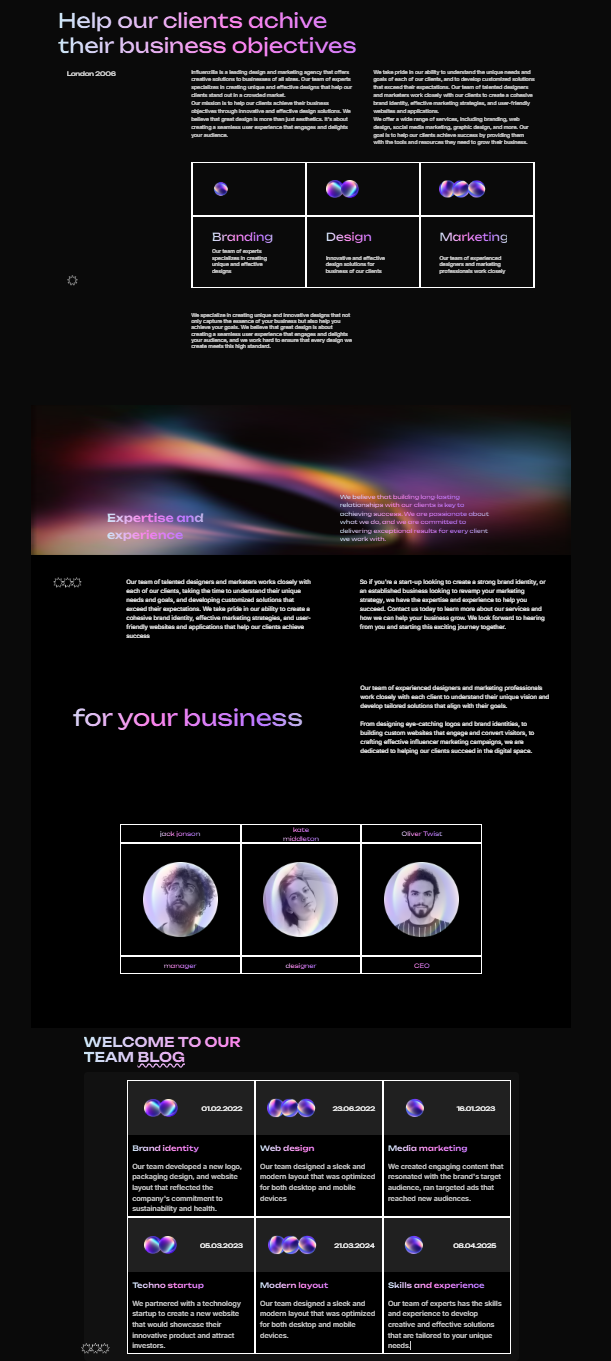 Help our clients achive
their business objectives
London 2006
Influenzilla is a leading design and marketing agency that offers
creative solutions to businesses of all sizes. Our team of experts
specializes in creating unique and effective designs that help our
clients stand out in a crowded market.
Our mission is to help our clients achieve their business
objectives through innovative and effective design solutions. We
believe that great design is more than just aesthetics. It's about
creating a seamless user experience that engages and delights
your audience.
We take pride in our ability to understand the unique needs and
goals of each of our clients, and to develop customized solutions
that exceed their expectations. Our team of talented designers
and marketers work closely with our clients to create a cohesive
brand identity, effective marketing strategies, and user-friendly
websites and applications.
We offer a wide range of services, including branding, web
design, social media marketing, graphic design, and more. Our
goal is to help our clients achieve success by providing them
with the tools and resources they need to grow their business.
Branding
Our team of experts
specializes in creating
unique and effective
designs
Design
Innovative and effective
design solutions for
business of our clients
Marketing
Our team of experienced
designers and marketing
professionals work closely
We specialize in creating unique and innovative designs that not
only capture the essence of your business but also help you
achieve your goals. We believe that great design is about
creating a seamless user experience that engages and delights
your audience, and we work hard to ensure that every design we
create meets this high standard.
Expertise and
experience
We believe that building long-lasting
relationships with our clients is key to
achieving success. We are passionate about
what we do, and we are committed to
delivering exceptional results for every client
we work with.
Our team of talented designers and marketers works closely with
each of our clients, taking the time to understand their unique
needs and goals, and developing customized solutions that
exceed their expectations. We take pride in our ability to create a
cohesive brand identity, effective marketing strategies, and user-
friendly websites and applications that help our clients achieve
success
So if you're a start-up looking to create a strong brand identity, or
an established business looking to revamp your marketing
strategy, we have the expertise and experience to help you
succeed. Contact us today to learn more about our services and
how we can help your business grow. We look forward to hearing
from you and starting this exciting journey together.
for your business
Our team of experienced designers and marketing professionals
work closely with each client to understand their unique vision and
develop tailored solutions that align with their goals.
From designing eye-catching logos and brand identities, to
building custom websites that engage and convert visitors, to
crafting effective influencer marketing campaigns, we are
dedicated to helping our clients succeed in the digital space.
jack jonson
kate
middleton
Oliver Twist
manager
designer
CEO
WELCOME TO OUR
TEAM BLOG
01.02.2022
23.06.2022
16.01.2023
Brand identity
Our team developed a new logo,
packaging design, and website
layout that reflected the
company's commitment to
sustainability and health.
Web design
Our team designed a sleek and
modern layout that was optimized
for both desktop and mobile
devices
Media marketing
We created engaging content that
resonated with the brand's target
audience, ran targeted ads that
reached new audiences.
05.03.2023
21.03.2024
08.04.2025
Techno startup
We partnered with a technology
startup to create a new website
that would showcase their
innovative product and attract
investors.
Modern layout
Our team designed a sleek and
modern layout that was optimized
for both desktop and mobile
devices.
Skills and experience
Our team of experts has the skills
and experience to develop
creative and effective solutions
that are tailored to your unique
needs.